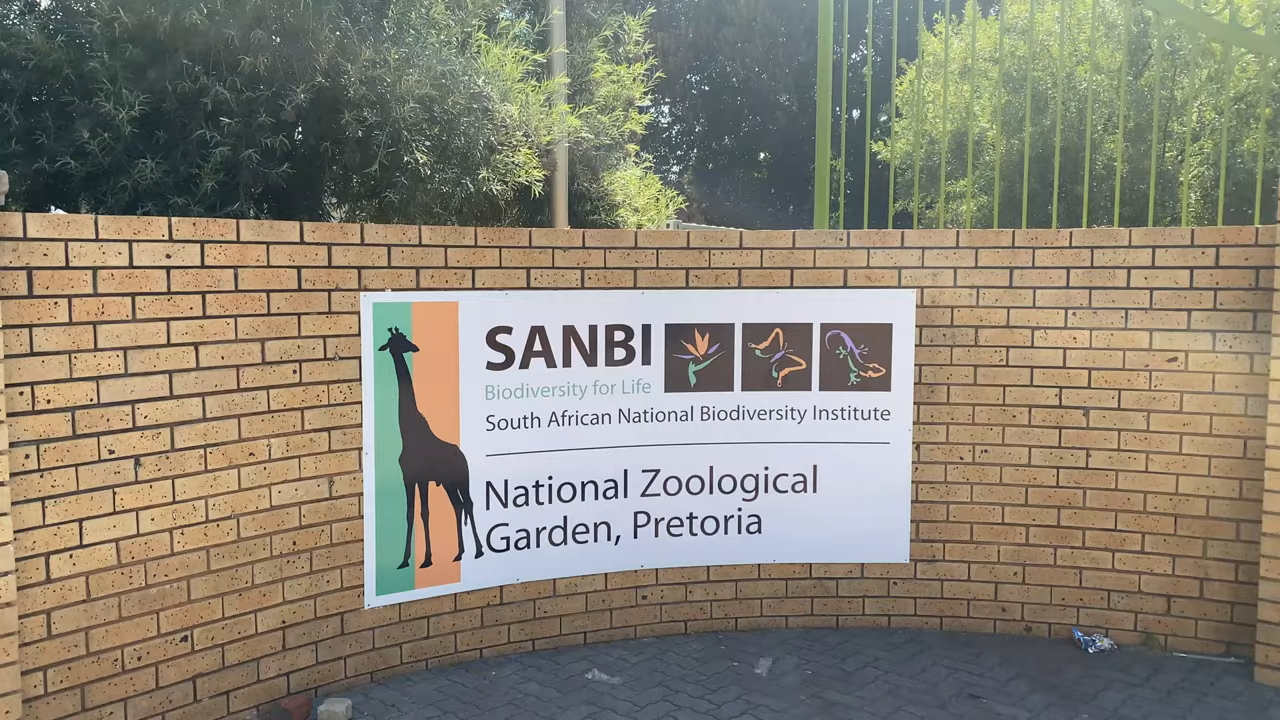 SANBI
Biodiversity for Life
South African National Biodiversity Institute
National Zoological
Garden, Pretoria